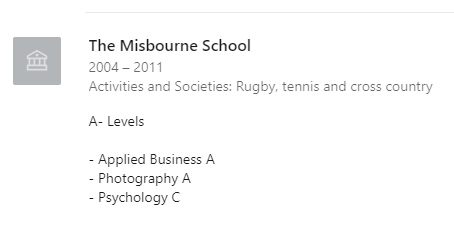 The Misbourne School
2004 – 2011
Activities and Societies: Rugby, tennis and cross country
A- Levels
- Applied Business A
- Photography A
- Psychology C